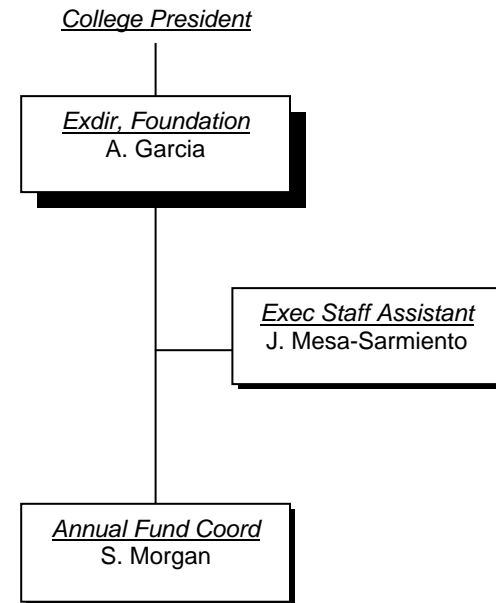 College President
Exdir, Foundation
A. Garcia
Exec Staff Assistant
J. Mesa-Sarmiento
Annual Fund Coord
S. Morgan